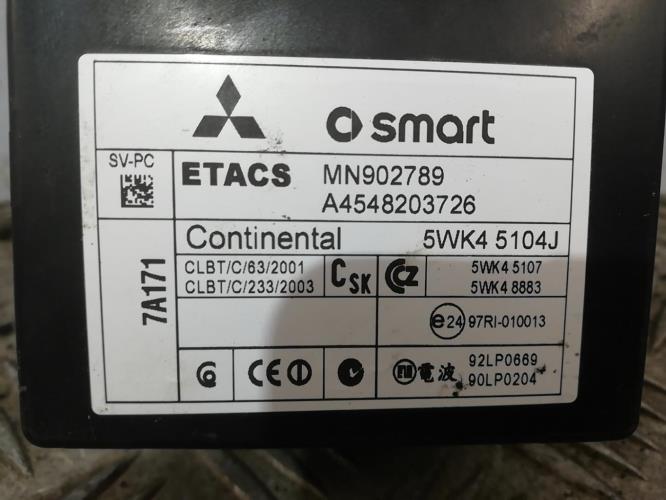 smart
SV-PC
ETACS MN902789
A4548203726
Continental 5WK4 5104J
7A171
CLBT/C/63/2001
CLBT/C/233/2003
CSK
5WK4 5107
5WK4 8883
e24 97RI-010013
CE
電波
92LP0669
90LP0204